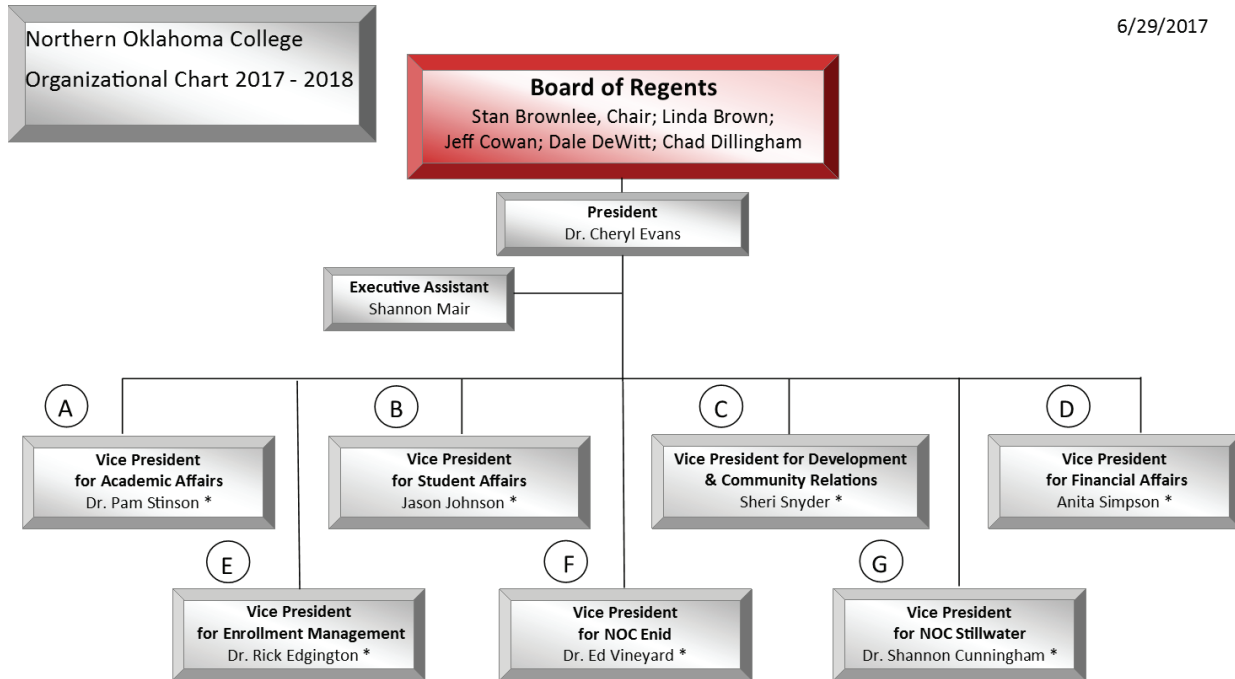 Northern Oklahoma College
Organizational Chart 2017 - 2018
6/29/2017
Board of Regents
Stan Brownlee, Chair; Linda Brown;
Jeff Cowan; Dale DeWitt; Chad Dillingham
President
Dr. Cheryl Evans
Executive Assistant
Shannon Mair
A
Vice President
for Academic Affairs
Dr. Pam Stinson *
B
Vice President
for Student Affairs
Jason Johnson *
C
Vice President for Development
& Community Relations
Sheri Snyder *
D
Vice President
for Financial Affairs
Anita Simpson *
E
Vice President
for Enrollment Management
Dr. Rick Edgington *
F
Vice President
for NOC Enid
Dr. Ed Vineyard *
G
Vice President
for NOC Stillwater
Dr. Shannon Cunningham *